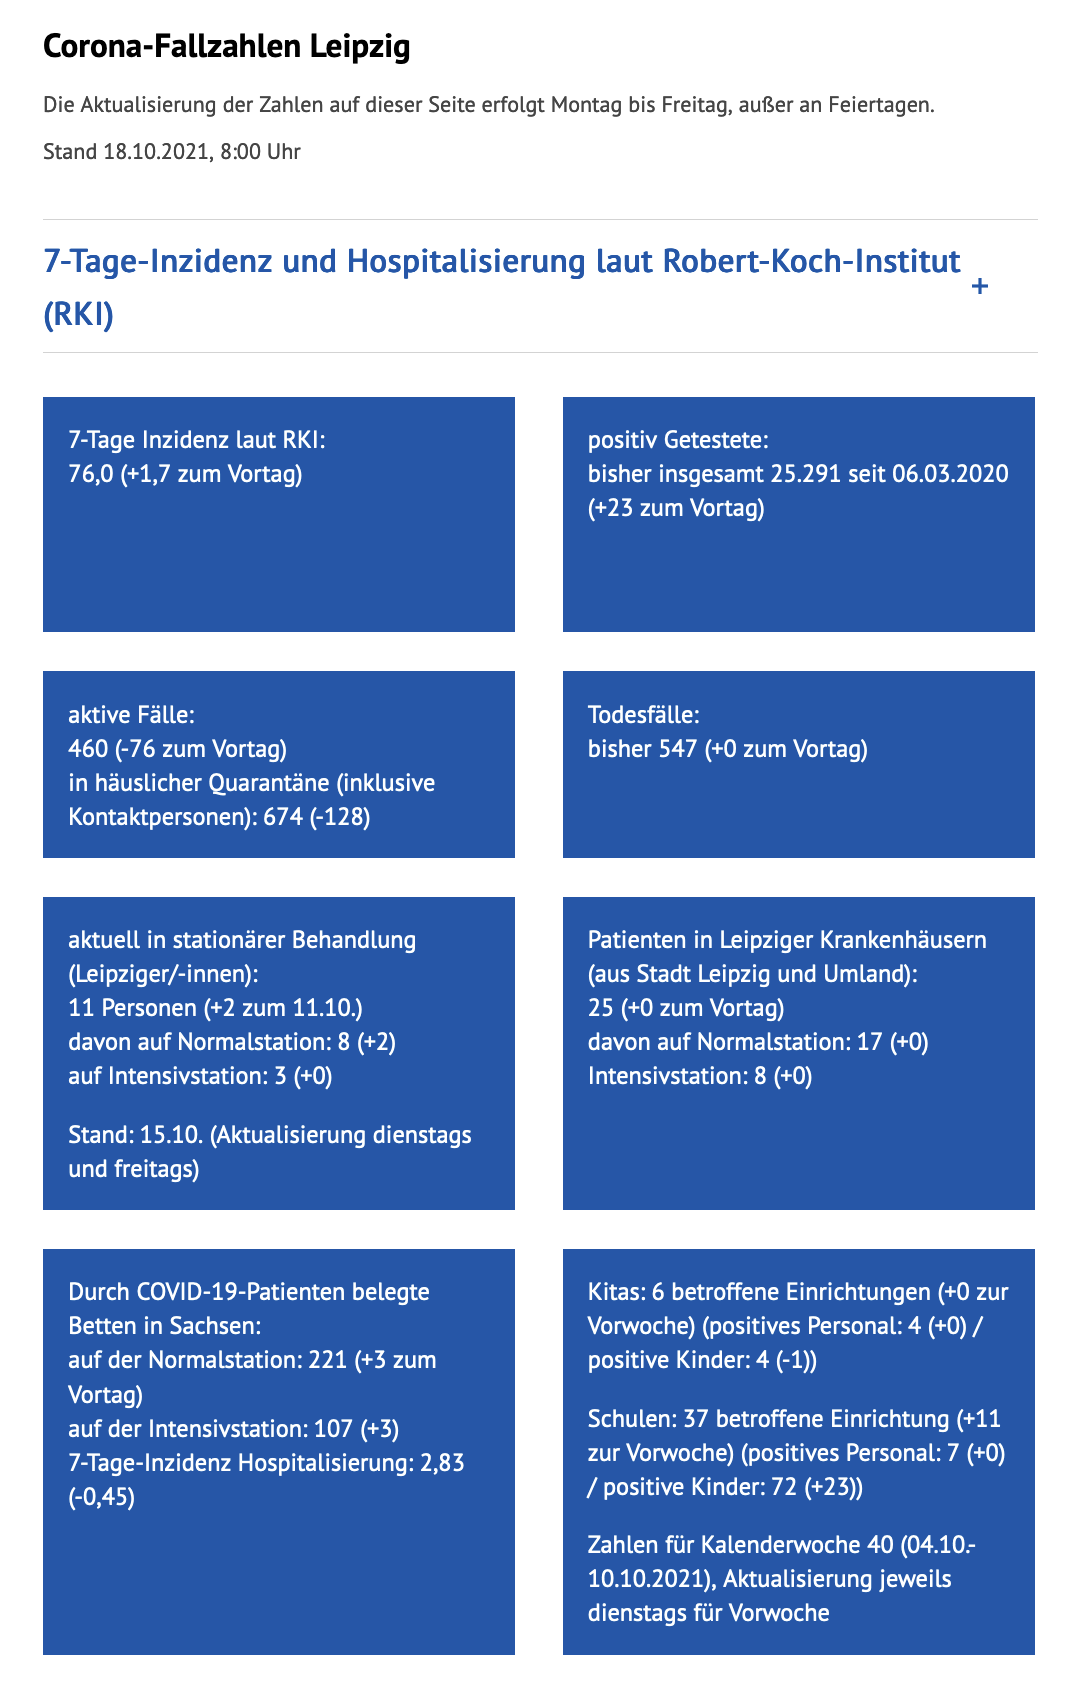 Corona-Fallzahlen Leipzig
Die Aktualisierung der Zahlen auf dieser Seite erfolgt Montag bis Freitag, außer an Feiertagen.
Stand 18.10.2021, 8:00 Uhr
7-Tage-Inzidenz und Hospitalisierung laut Robert-Koch-Institut
(RKI)
+
7-Tage Inzidenz laut RKI:
76,0 (+1,7 zum Vortag)
positiv Getestete:
bisher insgesamt 25.291 seit 06.03.2020
(+23 zum Vortag)
aktive Fälle:
460 (-76 zum Vortag)
in häuslicher Quarantäne (inklusive
Kontaktpersonen): 674 (-128)
Todesfälle:
bisher 547 (+0 zum Vortag)
aktuell in stationärer Behandlung
(Leipziger/-innen):
11 Personen (+2 zum 11.10.)
davon auf Normalstation: 8 (+2)
auf Intensivstation: 3 (+0)
Stand: 15.10. (Aktualisierung dienstags
und freitags)
Patienten in Leipziger Krankenhäusern
(aus Stadt Leipzig und Umland):
25 (+0 zum Vortag)
davon auf Normalstation: 17 (+0)
Intensivstation: 8 (+0)
Durch COVID-19-Patienten belegte
Betten in Sachsen:
auf der Normalstation: 221 (+3 zum
Vortag)
auf der Intensivstation: 107 (+3)
7-Tage-Inzidenz Hospitalisierung: 2,83
(-0,45)
Kitas: 6 betroffene Einrichtungen (+0 zur
Vorwoche) (positives Personal: 4 (+0) /
positive Kinder: 4 (-1))
Schulen: 37 betroffene Einrichtung (+11
zur Vorwoche) (positives Personal: 7 (+0)
/ positive Kinder: 72 (+23))
Zahlen für Kalenderwoche 40 (04.10.-
10.10.2021), Aktualisierung jeweils
dienstags für Vorwoche